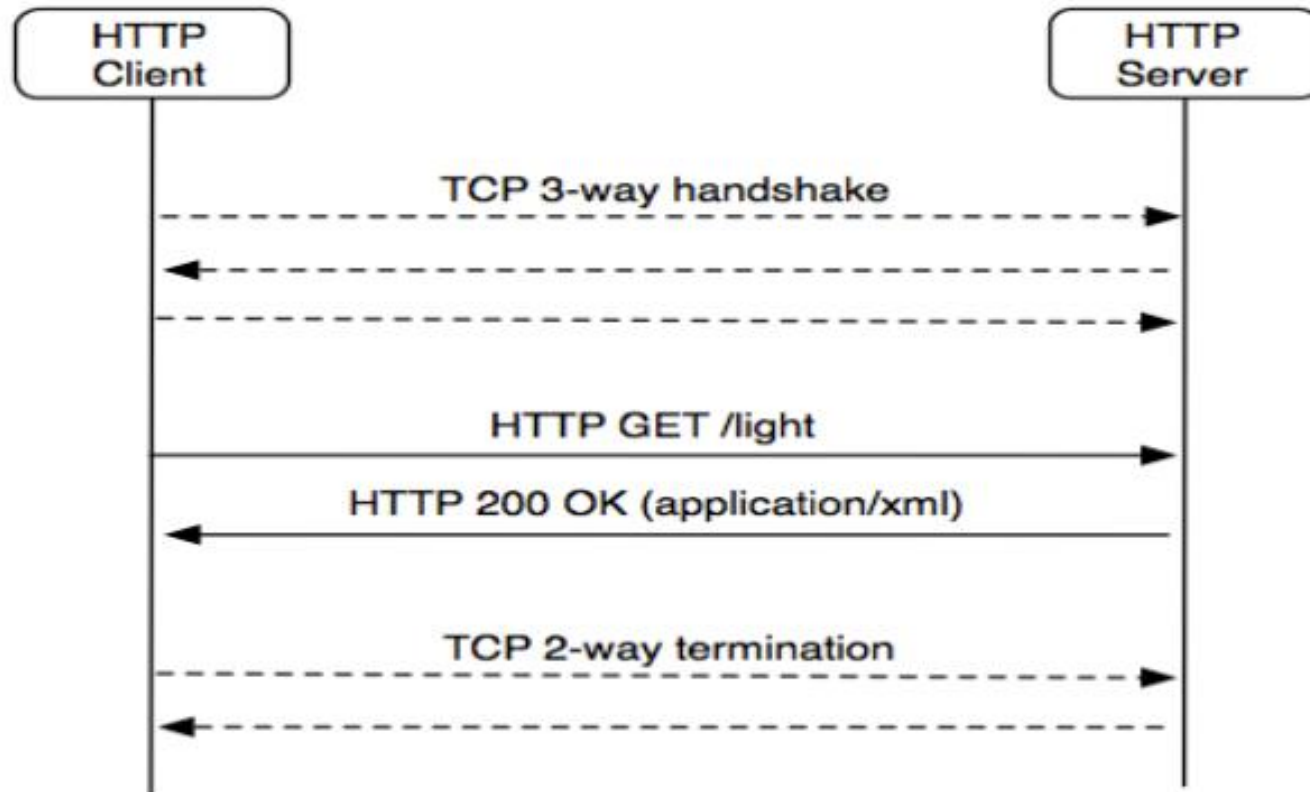 HTTP
Client
HTTP
Server
TCP 3-way handshake
HTTP GET /light
HTTP 200 OK (application/xml)
TCP 2-way termination